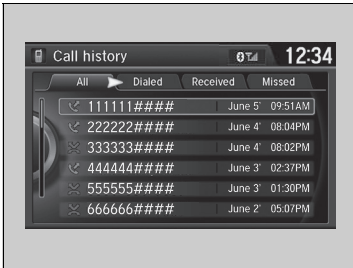 Call history 12:34
All Dialed Received Missed
111111#### June 5' 09:51AM
222222#### June 4' 08:04PM
333333#### June 4' 08:02PM
444444#### June 3' 02:37PM
555555#### June 3' 01:30PM
666666#### June 2' 05:07PM